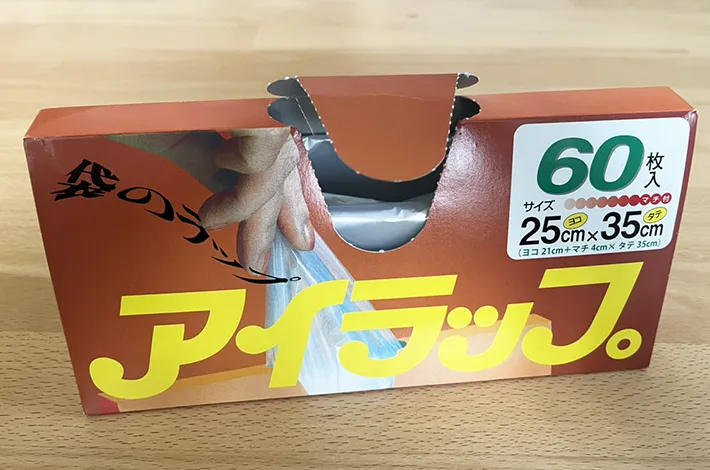 袋のラップ。
アイラップ。
60枚入
サイズ マチ付
ヨコ タテ
25cm×35cm
(ヨコ 21cm+マチ 4cm× タテ 35cm)